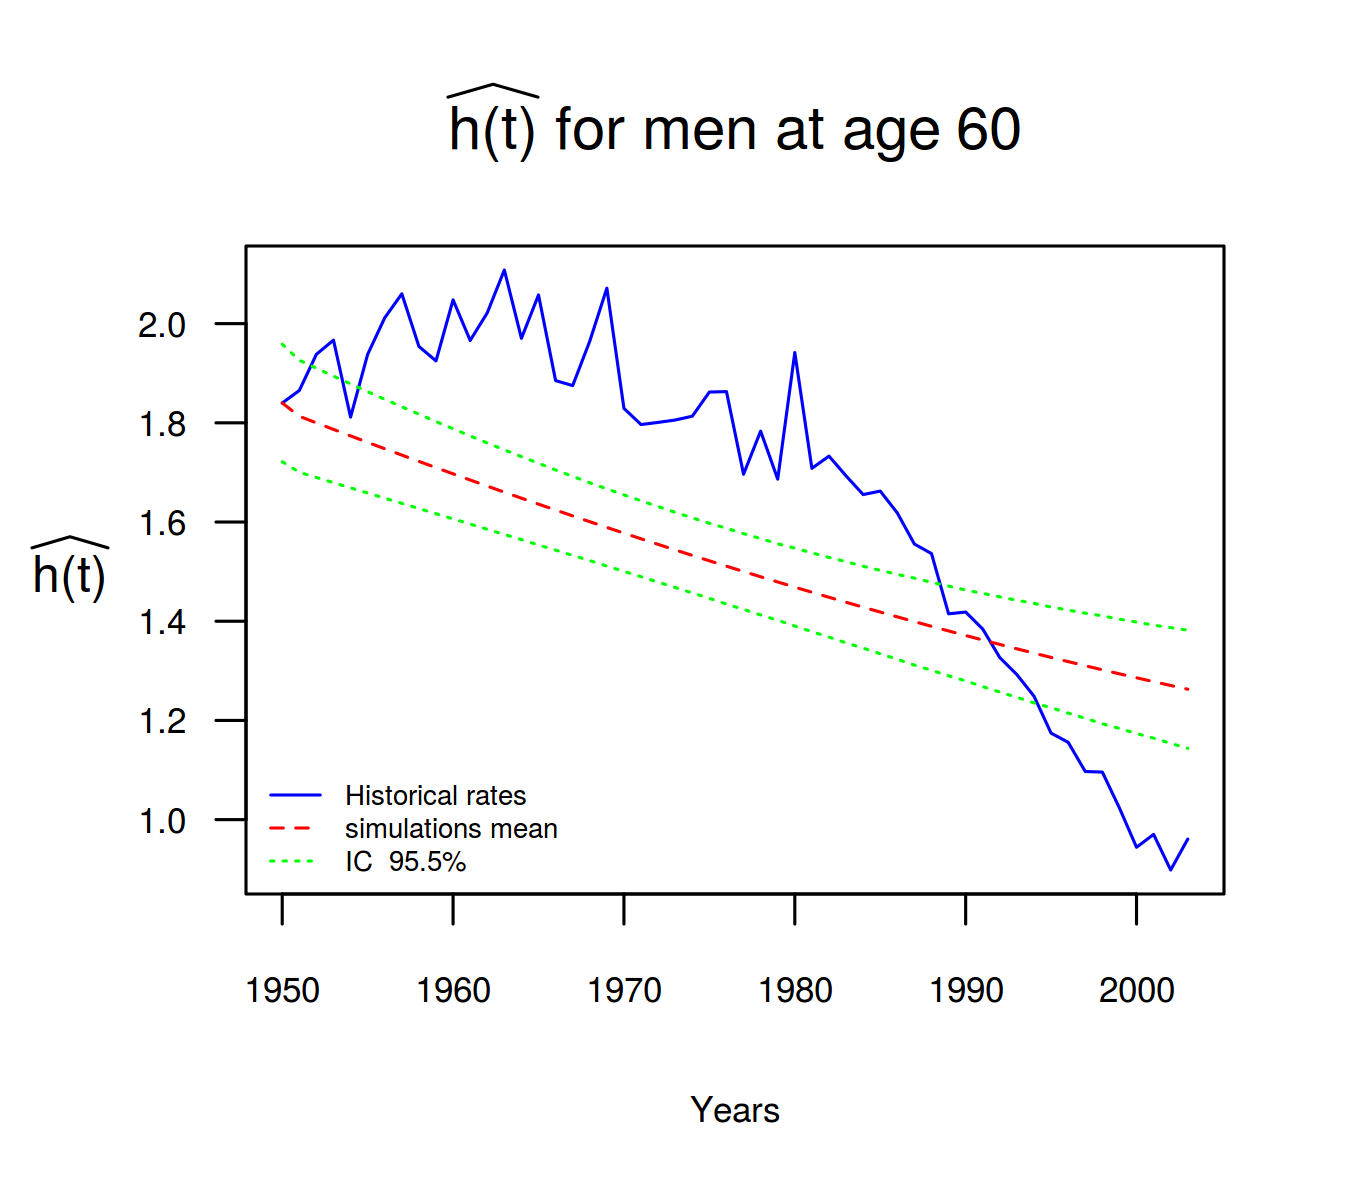 h(t) for men at age 60
h(t)
2.0
1.8
1.6
1.4
1.2
1.0
Historical rates
simulations mean
IC 95.5%
1950 1960 1970 1980 1990 2000
Years